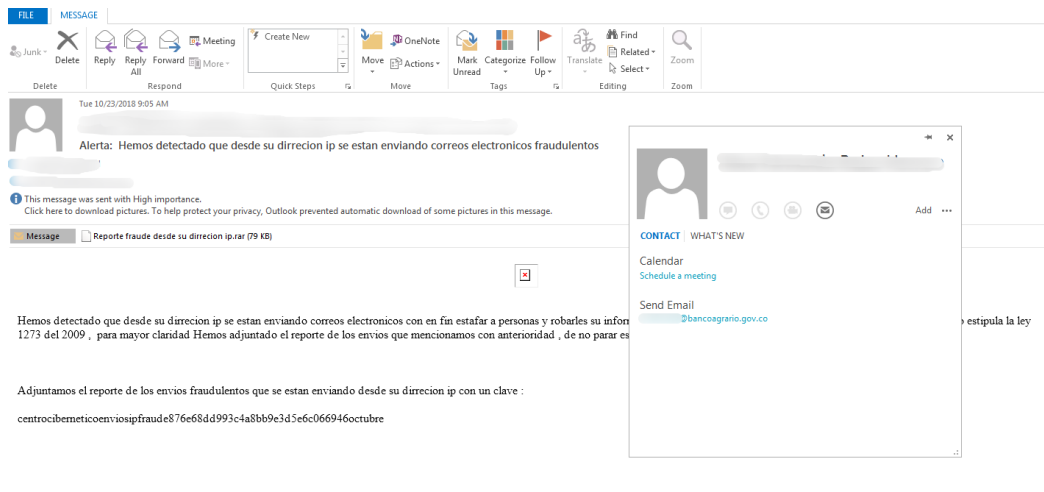 FILE MESSAGE
Junk
Delete
Reply
Reply All
Forward
Meeting
More
Create New
Move
OneNote
Actions
Mark Unread
Categorize
Follow Up
Translate
Find
Related
Select
Zoom
Delete Respond Quick Steps Move Tags Editing Zoom
Tue 10/23/2018 9:05 AM
Alerta: Hemos detectado que desde su dirrecion ip se estan enviando correos electronicos fraudulentos
This message was sent with High importance.
Click here to download pictures. To help protect your privacy, Outlook prevented automatic download of some pictures in this message.
Message Reporte fraude desde su dirrecion ip.rar (79 KB)
Add
CONTACT WHAT'S NEW
Calendar
Schedule a meeting
Send Email
@bancoagrario.gov.co
Hemos detectado que desde su dirrecion ip se estan enviando correos electronicos con en fin estafar a personas y robarles su estipula la ley
1273 del 2009 , para mayor claridad Hemos adjuntado el reporte de los envios que mencionamos con anterioridad , de no parar
Adjuntamos el reporte de los envios fraudulentos que se estan enviando desde su dirrecion ip con un clave :
centrociberneticoenviosipfraude876e68dd993c4a8bb9e3d5e6c066946octubre